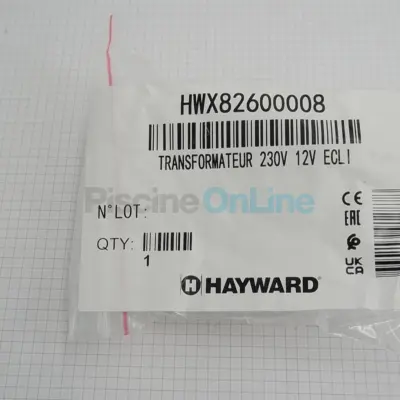 HWX82600008
TRANSFORMATEUR 230V 12V ECLI
PiscineOnLine
N°LOT:
QTY:
1
CE
EAC
UK
CA
HAYWARD